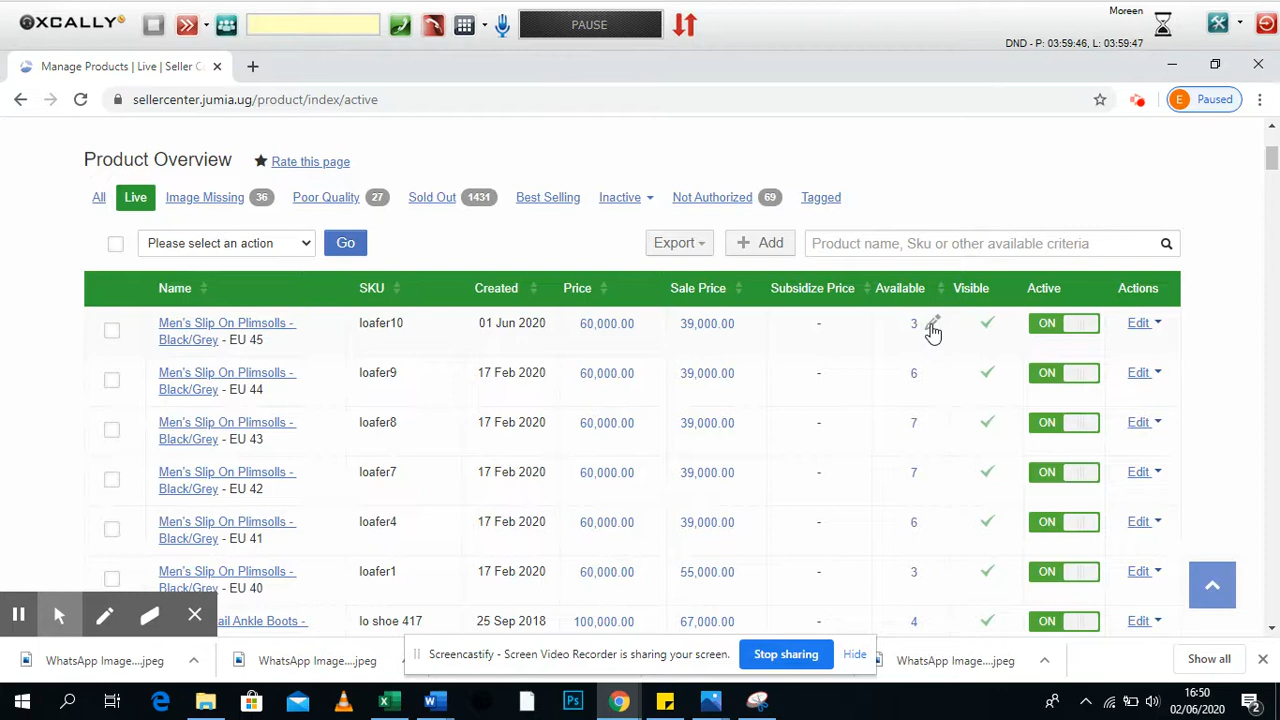 XCALLY
PAUSE
Moreen
DND - P: 03:59:46, L: 03:59:47
Manage Products | Live | Seller C
sellercenter.jumia.ug/product/index/active
E Paused
Product Overview ★ Rate this page
All Live Image Missing 36 Poor Quality 27 Sold Out 1431 Best Selling Inactive Not Authorized 69 Tagged
Please select an action Go Export + Add Product name, Sku or other available criteria
Name SKU Created Price Sale Price Subsidize Price Available Visible Active Actions
Men's Slip On Plimsolls - loafer10 01 Jun 2020 60,000.00 39,000.00 - 3 ON Edit
Black/Grey - EU 45
Men's Slip On Plimsolls - loafer9 17 Feb 2020 60,000.00 39,000.00 - 6 ON Edit
Black/Grey - EU 44
Men's Slip On Plimsolls - loafer8 17 Feb 2020 60,000.00 39,000.00 - 7 ON Edit
Black/Grey - EU 43
Men's Slip On Plimsolls - loafer7 17 Feb 2020 60,000.00 39,000.00 - 7 ON Edit
Black/Grey - EU 42
Men's Slip On Plimsolls - loafer4 17 Feb 2020 60,000.00 39,000.00 - 6 ON Edit
Black/Grey - EU 41
Men's Slip On Plimsolls - loafer1 17 Feb 2020 60,000.00 55,000.00 - 3 ON Edit
Black/Grey - EU 40
Ankle Boots - lo shoe 417 25 Sep 2018 100,000.00 67,000.00 - 4 ON Edit
Screencastify - Screen Video Recorder is sharing your screen. Stop sharing Hide
WhatsApp Image....jpeg WhatsApp Image....jpeg WhatsApp Image....jpeg Show all
16:50
02/06/2020
2